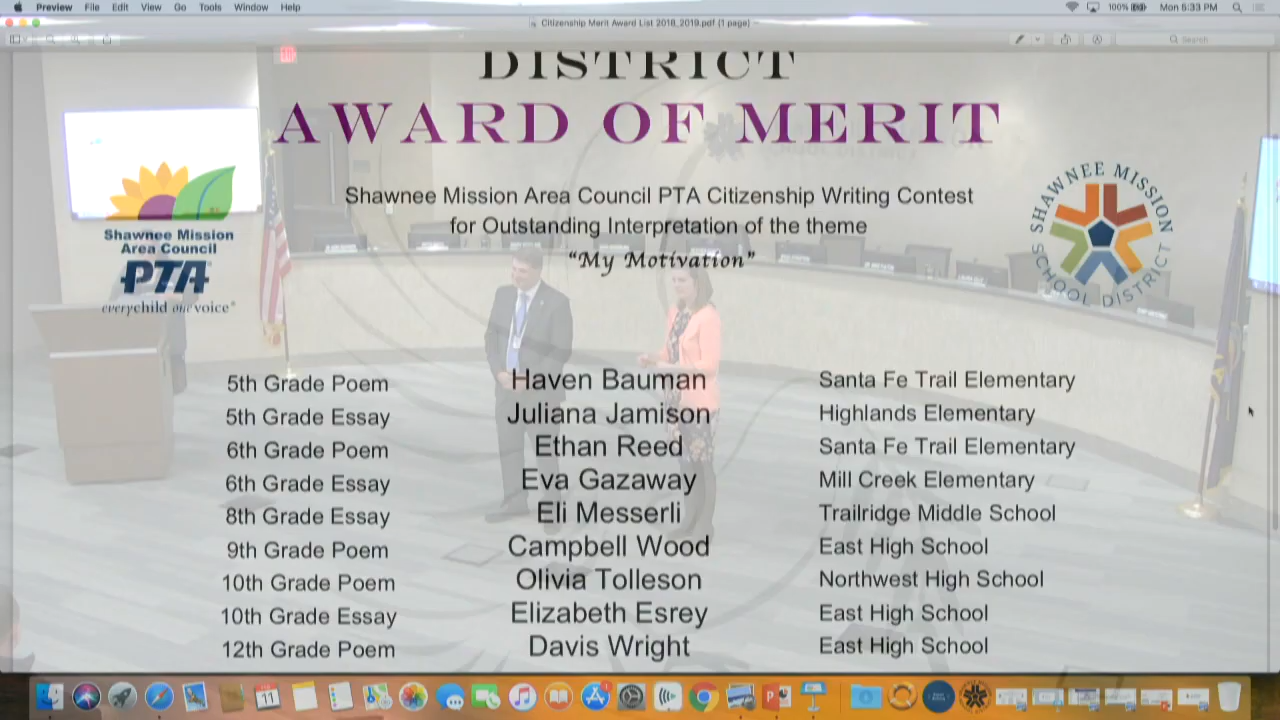 Preview File Edit View Go Tools Window Help
100% Mon 5:33 PM
Citizenship Merit Award List 2018_2019.pdf (1 page)
Search
DISTRICT
AWARD OF MERIT
Shawnee Mission Area Council PTA Citizenship Writing Contest
for Outstanding Interpretation of the theme
“My Motivation”
Shawnee Mission
Area Council
PTA
everychild one voice®
SHAWNEE MISSION
SCHOOL DISTRICT
5th Grade Poem Haven Bauman Santa Fe Trail Elementary
5th Grade Essay Juliana Jamison Highlands Elementary
6th Grade Poem Ethan Reed Santa Fe Trail Elementary
6th Grade Essay Eva Gazaway Mill Creek Elementary
8th Grade Essay Eli Messerli Trailridge Middle School
9th Grade Poem Campbell Wood East High School
10th Grade Poem Olivia Tolleson Northwest High School
10th Grade Essay Elizabeth Esrey East High School
12th Grade Poem Davis Wright East High School
11